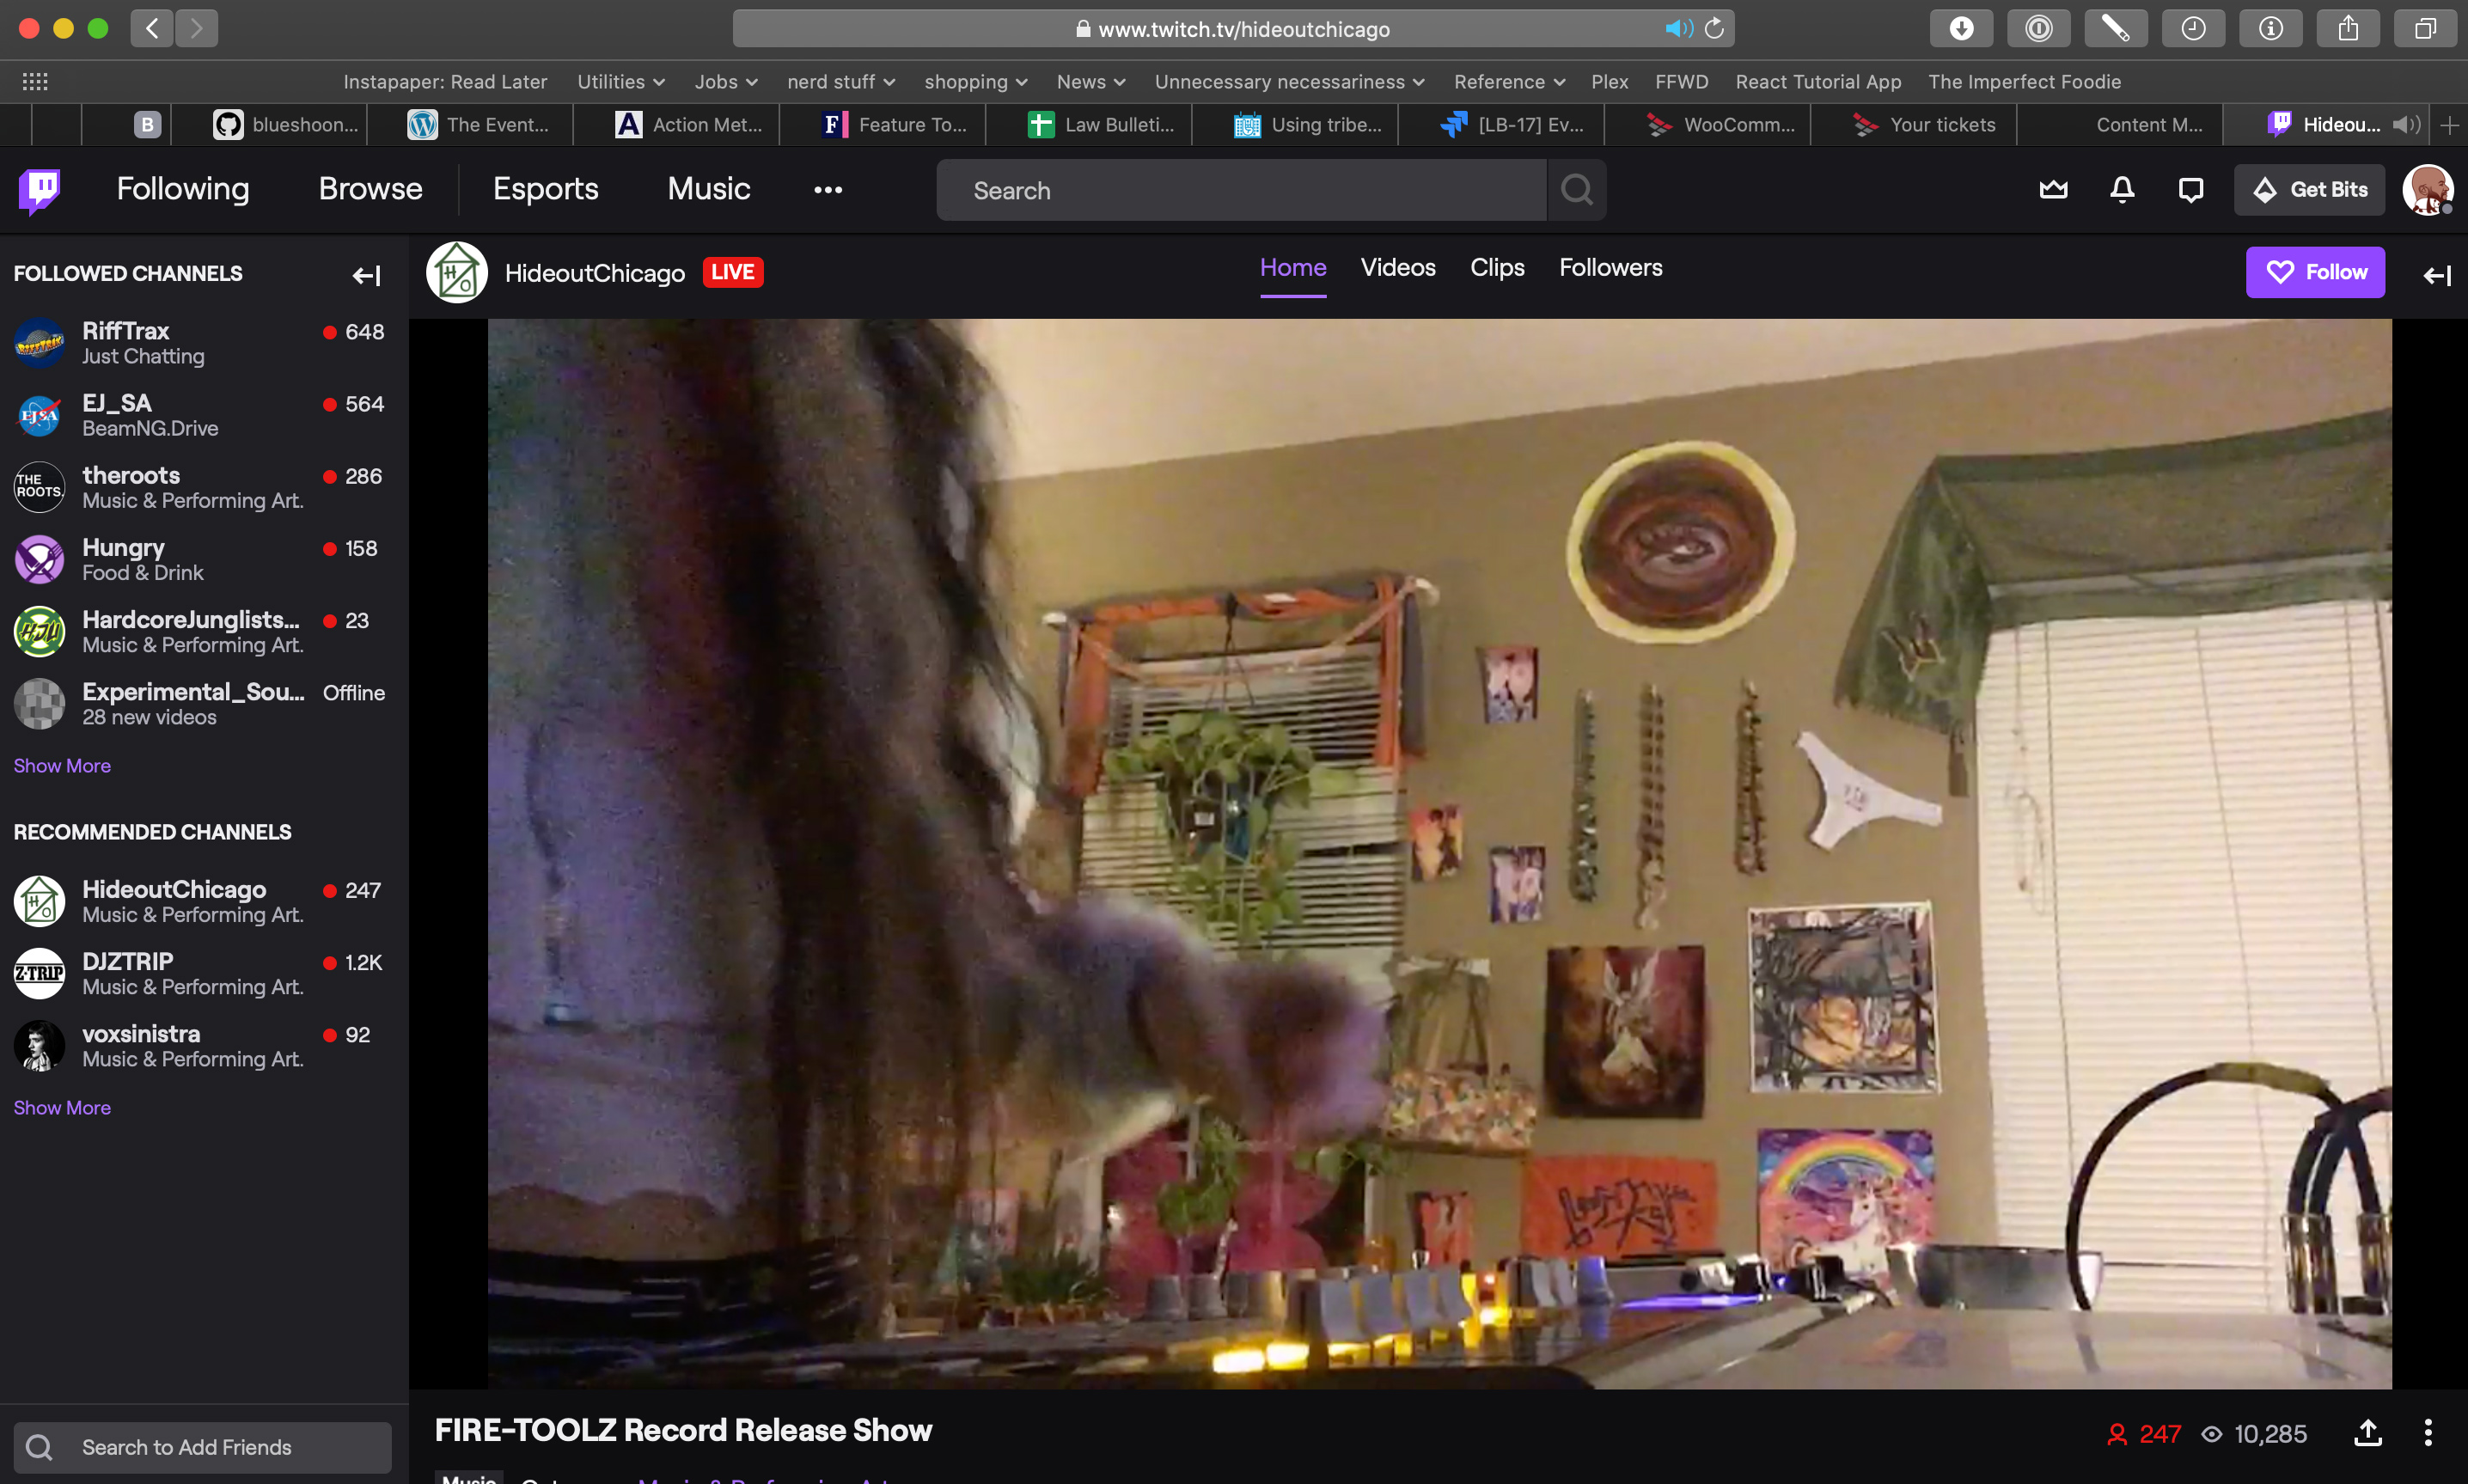 www.twitch.tv/hideoutchicago
Instapaper: Read Later Utilities Jobs nerd stuff shopping News Unnecessary necessariness Reference Plex FFWD React Tutorial App The Imperfect Foodie
B blueshoon... The Event... A Action Met... F Feature To... Law Bulleti... Using tribe... [LB-17] Ev... WooComm... Your tickets Content M... Hideou...
Following Browse Esports Music Search Get Bits
FOLLOWED CHANNELS
HideoutChicago LIVE Home Videos Clips Followers Follow
RiffTrax 648
Just Chatting
EJ_SA 564
BeamNG.Drive
THE ROOTS.
theroots 286
Music & Performing Art.
Hungry 158
Food & Drink
HJU
HardcoreJunglists... 23
Music & Performing Art.
Experimental_Sou... Offline
28 new videos
Show More
RECOMMENDED CHANNELS
H/O
HideoutChicago 247
Music & Performing Art.
Z-TRIP
DJZTRIP 1.2K
Music & Performing Art.
voxsinistra 92
Music & Performing Art.
Show More
Search to Add Friends
FIRE-TOOLZ Record Release Show
247 10,285